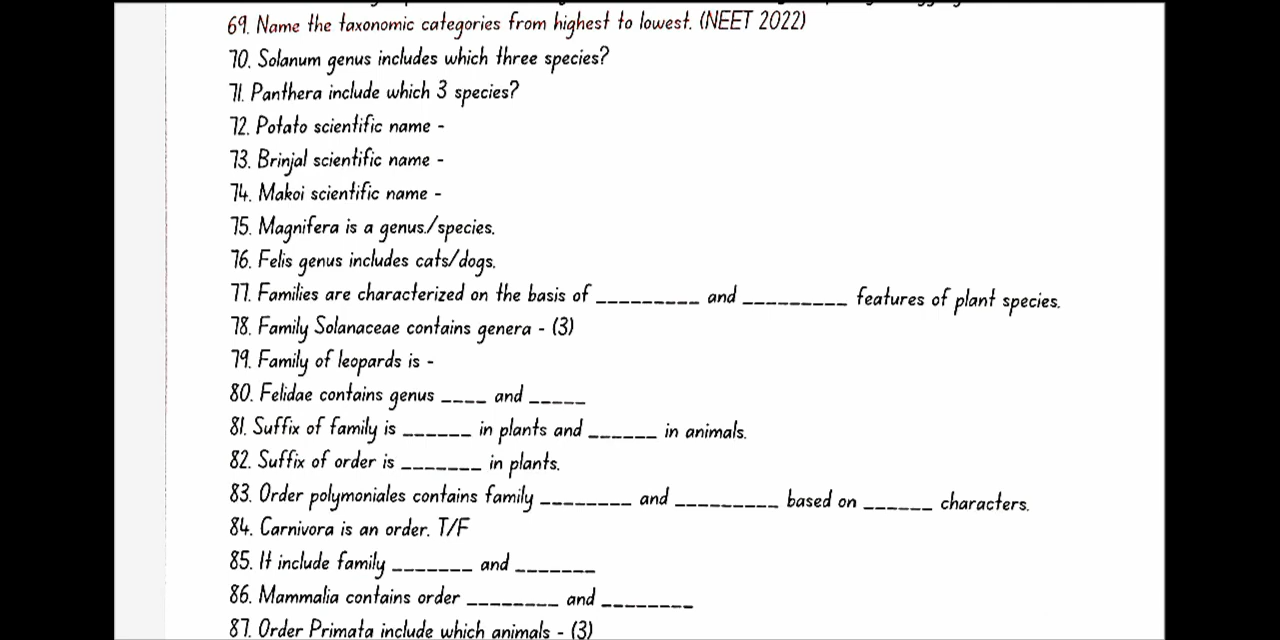 69. Name the taxonomic categories from highest to lowest. (NEET 2022)
70. Solanum genus includes which three species?
71. Panthera include which 3 species?
72. Potato scientific name -
73. Brinjal scientific name -
74. Makoi scientific name -
75. Magnifera is a genus/species.
76. Felis genus includes cats/dogs.
77. Families are characterized on the basis of _________ and _________ features of plant species.
78. Family Solanaceae contains genera - (3)
79. Family of leopards is -
80. Felidae contains genus ____ and _____
81. Suffix of family is ______ in plants and ______ in animals.
82. Suffix of order is _______ in plants.
83. Order polymoniales contains family ________ and _________ based on ______ characters.
84. Carnivora is an order. T/F
85. It include family _______ and _______
86. Mammalia contains order ________ and ________
87. Order Primata include which animals - (3)